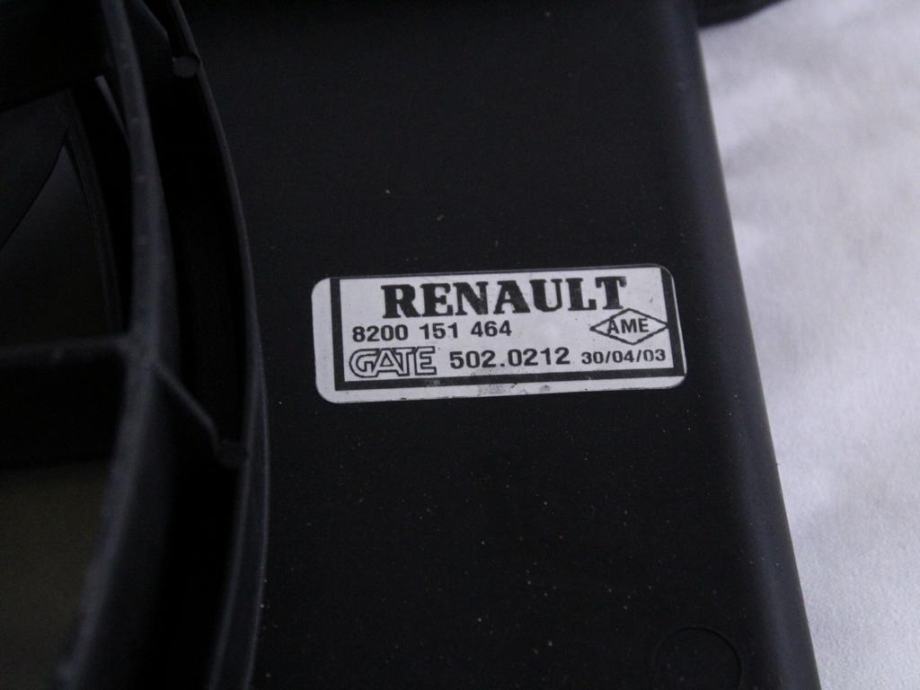 RENAULT
8200 151 464 AME
GATE 502.0212 30/04/03